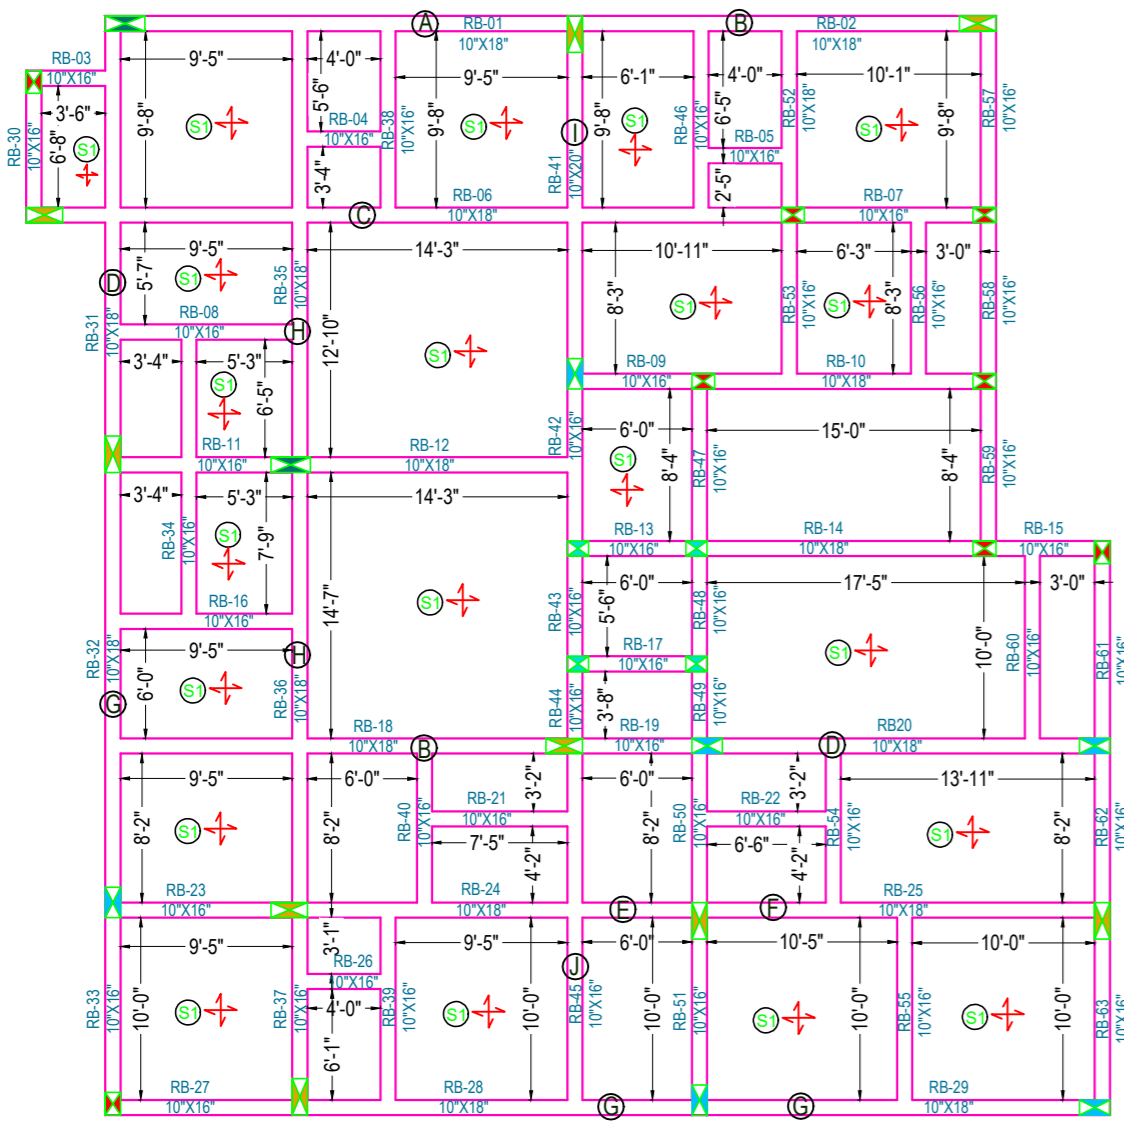 A
RB-01
10"X18"
B
RB-02
10"X18"
RB-03
10"X16"
9'-5"
4'-0"
9'-5"
6'-1"
4'-0"
10'-1"
3'-6"
RB-30
10"X16"
6'-8"
S1
9'-8"
S1
5'-6"
RB-04
10"X16"
3'-4"
RB-38
10"X16"
9'-8"
S1
I
RB-41
10"X20"
9'-8"
S1
RB-46
10"X16"
6'-5"
RB-05
10"X16"
2'-5"
RB-52
10"X18"
S1
9'-8"
RB-57
10"X16"
C
RB-06
10"X18"
RB-07
10"X16"
9'-5"
14'-3"
10'-11"
6'-3"
3'-0"
D
RB-31
10"X18"
5'-7"
S1
RB-35
10"X18"
RB-08
10"X16"
H
12'-10"
S1
8'-3"
S1
RB-53
10"X16"
S1
8'-3"
RB-56
10"X16"
RB-58
10"X16"
RB-09
10"X16"
RB-10
10"X18"
3'-4"
5'-3"
S1
6'-5"
RB-11
10"X16"
RB-12
10"X18"
RB-42
10"X16"
6'-0"
S1
8'-4"
RB-47
10"X16"
15'-0"
8'-4"
RB-59
10"X16"
3'-4"
5'-3"
14'-3"
RB-34
10"X16"
S1
7'-9"
RB-16
10"X16"
RB-13
10"X16"
RB-14
10"X18"
RB-15
10"X16"
14'-7"
S1
RB-43
10"X16"
6'-0"
5'-6"
RB-48
10"X16"
17'-5"
3'-0"
S1
10'-0"
RB-60
10"X16"
RB-61
10"X16"
RB-17
10"X16"
RB-32
10"X18"
G
9'-5"
6'-0"
S1
H
RB-36
10"X18"
RB-44
10"X16"
3'-8"
RB-49
10"X16"
RB-18
10"X18"
B
RB-19
10"X16"
D
RB20
10"X18"
9'-5"
6'-0"
6'-0"
13'-11"
8'-2"
S1
8'-2"
RB-40
10"X16"
3'-2"
RB-21
10"X16"
7'-5"
4'-2"
8'-2"
RB-50
10"X16"
3'-2"
RB-22
10"X16"
6'-6"
4'-2"
RB-54
10"X16"
S1
8'-2"
RB-62
10"X16"
RB-23
10"X16"
RB-24
10"X18"
E
F
RB-25
10"X18"
9'-5"
3'-1"
9'-5"
6'-0"
10'-5"
10'-0"
RB-33
10"X16"
10'-0"
S1
RB-37
10"X16"
RB-26
10"X16"
4'-0"
6'-1"
RB-39
10"X16"
S1
10'-0"
J
RB-45
10"X16"
10'-0"
RB-51
10"X16"
S1
10'-0"
RB-55
10"X16"
S1
10'-0"
RB-63
10"X16"
RB-27
10"X16"
RB-28
10"X18"
G
G
RB-29
10"X18"